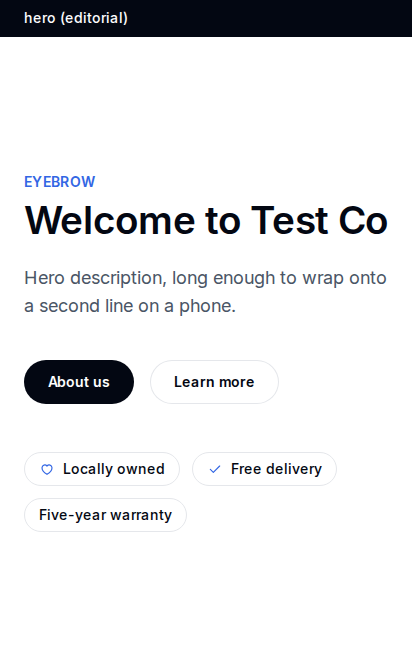 hero (editorial)
EYEBROW
Welcome to Test Co
Hero description, long enough to wrap onto
a second line on a phone.
About us
Learn more
Locally owned
Free delivery
Five-year warranty